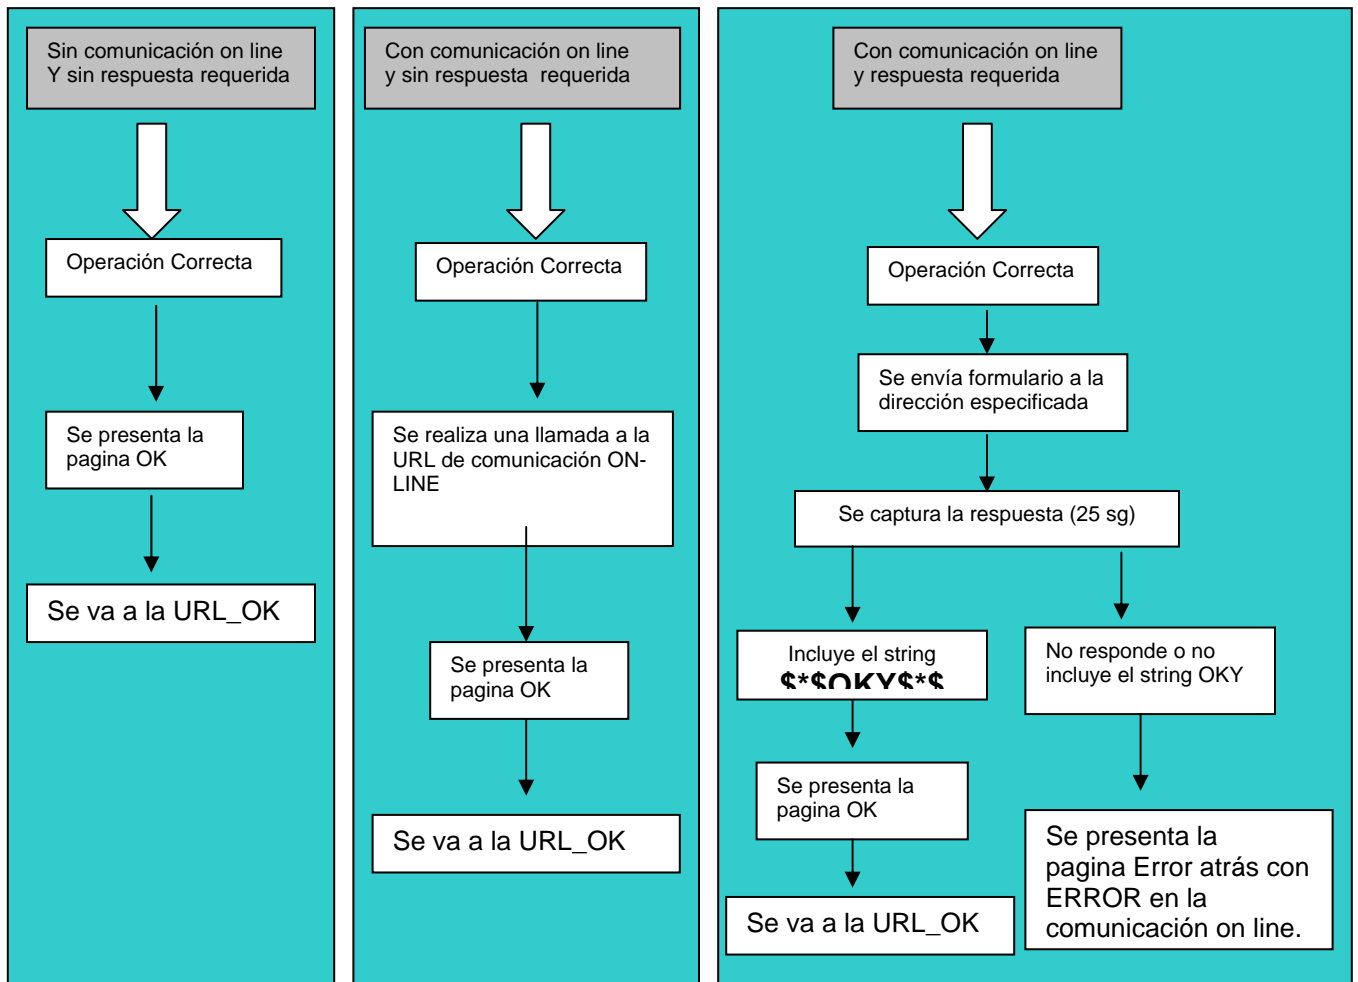 Sin comunicación on line
Y sin respuesta requerida
Operación Correcta
Se presenta la
pagina OK
Se va a la URL_OK
Con comunicación on line
y sin respuesta requerida
Operación Correcta
Se realiza una llamada a la
URL de comunicación ON-
LINE
Se presenta la
pagina OK
Se va a la URL_OK
Con comunicación on line
y respuesta requerida
Operación Correcta
Se envía formulario a la
dirección especificada
Se captura la respuesta (25 sg)
Incluye el string
$*$OKY$*$
Se presenta la
pagina OK
Se va a la URL_OK
No responde o no
incluye el string OKY
Se presenta la
pagina Error atrás con
ERROR en la
comunicación on line.